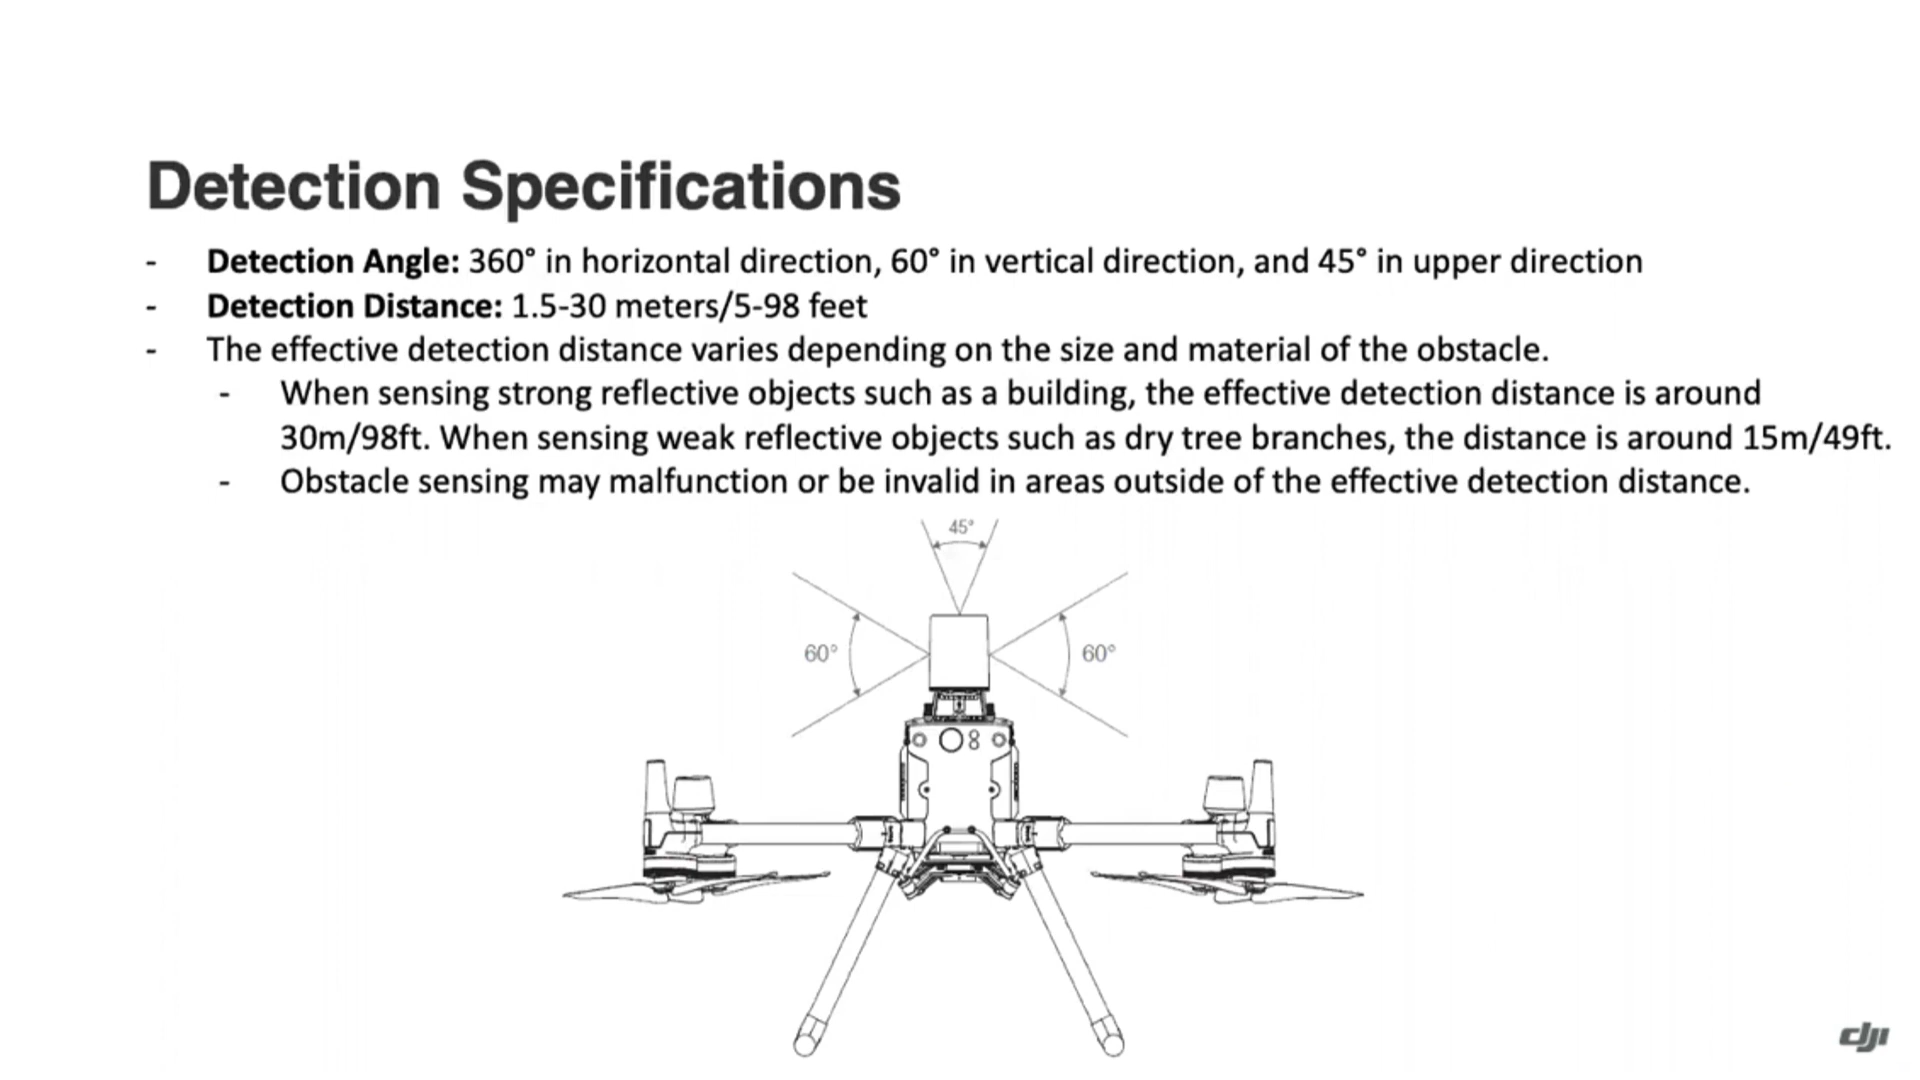 Detection Specifications
- Detection Angle: 360° in horizontal direction, 60° in vertical direction, and 45° in upper direction
- Detection Distance: 1.5-30 meters/5-98 feet
- The effective detection distance varies depending on the size and material of the obstacle.
- When sensing strong reflective objects such as a building, the effective detection distance is around
30m/98ft. When sensing weak reflective objects such as dry tree branches, the distance is around 15m/49ft.
- Obstacle sensing may malfunction or be invalid in areas outside of the effective detection distance.
45°
60°
60°
dji